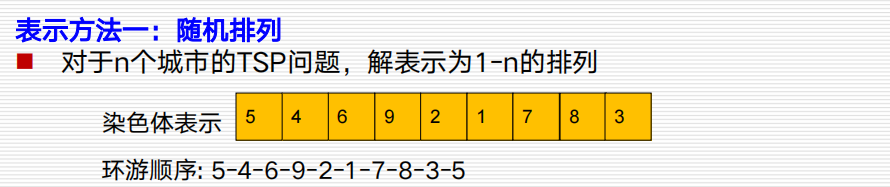 表示方法一：随机排列
■ 对于n个城市的TSP问题，解表示为1-n的排列
染色体表示 5 4 6 9 2 1 7 8 3
环游顺序: 5-4-6-9-2-1-7-8-3-5